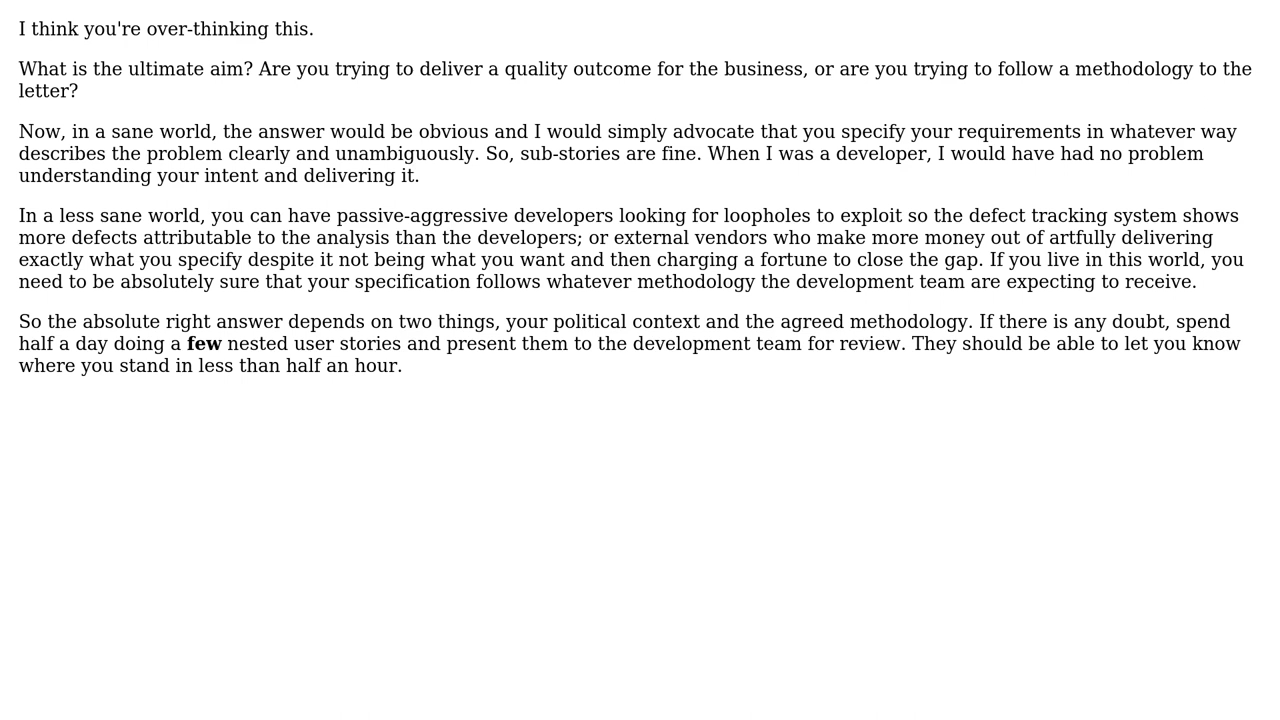 I think you're over-thinking this.
What is the ultimate aim? Are you trying to deliver a quality outcome for the business, or are you trying to follow a methodology to the
letter?
Now, in a sane world, the answer would be obvious and I would simply advocate that you specify your requirements in whatever way
describes the problem clearly and unambiguously. So, sub-stories are fine. When I was a developer, I would have had no problem
understanding your intent and delivering it.
In a less sane world, you can have passive-aggressive developers looking for loopholes to exploit so the defect tracking system shows
more defects attributable to the analysis than the developers; or external vendors who make more money out of artfully delivering
exactly what you specify despite it not being what you want and then charging a fortune to close the gap. If you live in this world, you
need to be absolutely sure that your specification follows whatever methodology the development team are expecting to receive.
So the absolute right answer depends on two things, your political context and the agreed methodology. If there is any doubt, spend
half a day doing a few nested user stories and present them to the development team for review. They should be able to let you know
where you stand in less than half an hour.